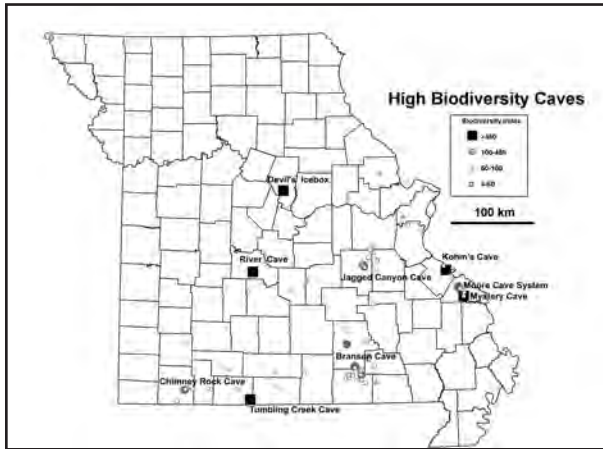 High Biodiversity Caves
100 km
Devil's Icebox
River Cave
Kohm's Cave
Jagged Canyon Cave
Moore Cave System
Mystery Cave
Branson Cave
Chimney Rock Cave
Tumbling Creek Cave